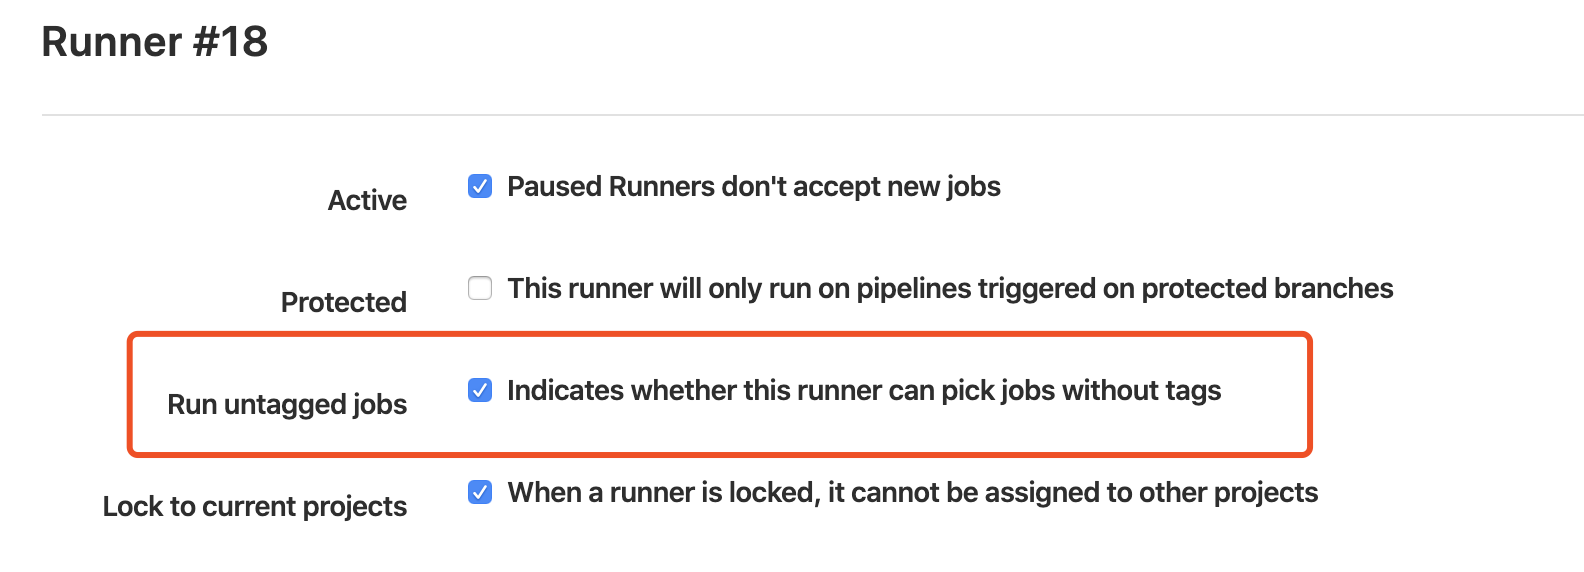 Runner #18
Active
Paused Runners don't accept new jobs
Protected
This runner will only run on pipelines triggered on protected branches
Run untagged jobs
Indicates whether this runner can pick jobs without tags
Lock to current projects
When a runner is locked, it cannot be assigned to other projects